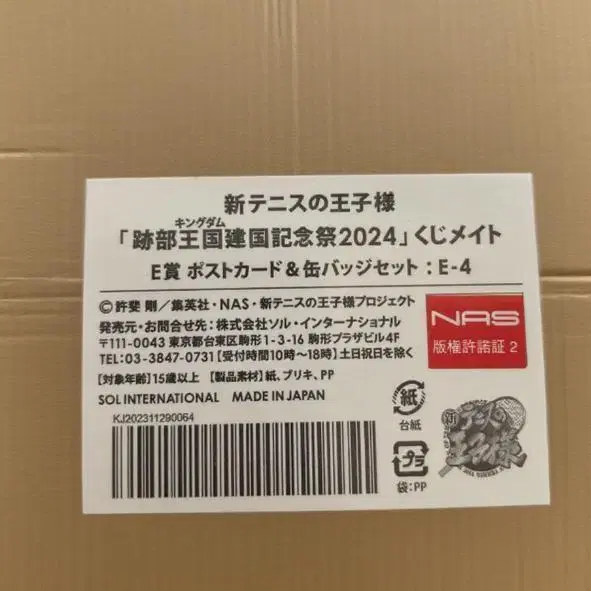 新テニスの王子様
キングダム
「跡部王国建国記念祭2024」くじメイト
E賞 ポストカード&缶バッジセット:E-4
©許斐 剛/集英社・NAS・新テニスの王子様プロジェクト
発売元・お問合せ先:株式会社ソル・インターナショナル
〒111-0043 東京都台東区駒形1-3-16 駒形プラザビル4F
TEL:03-3847-0731【受付時間10時〜18時】土日祝日を除く
【対象年齢】15歳以上 【製品素材】紙、ブリキ、PP
SOL INTERNATIONAL MADE IN JAPAN
KJ202311290064
NAS
版権許諾証 2
紙
台紙
プラ
袋:PP
新テニスの王子様